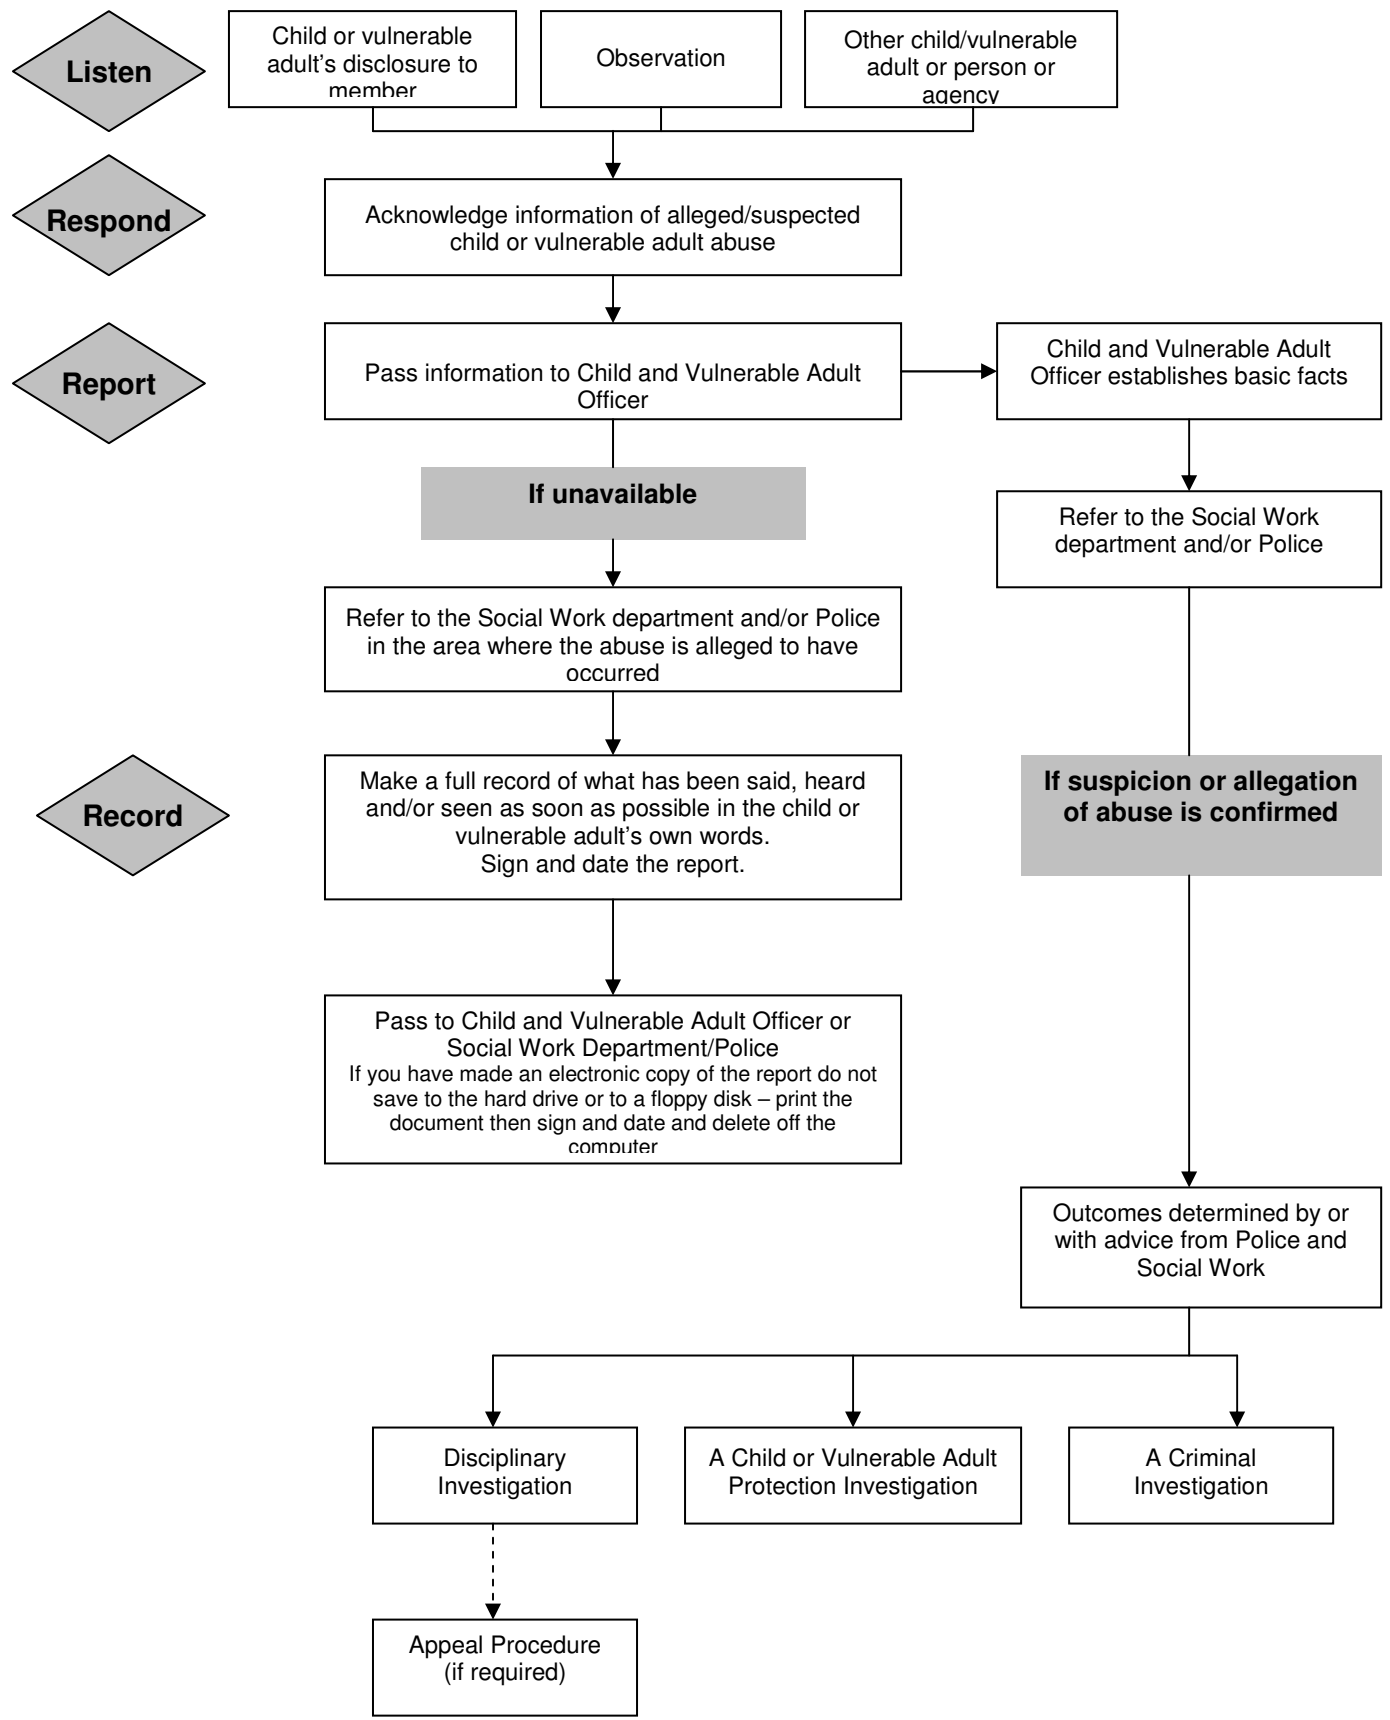 Listen
Child or vulnerable
adult's disclosure to
member
Observation
Other child/vulnerable
adult or person or
agency
Respond
Acknowledge information of alleged/suspected
child or vulnerable adult abuse
Report
Pass information to Child and Vulnerable Adult
Officer
Child and Vulnerable Adult
Officer establishes basic facts
If unavailable
Refer to the Social Work
department and/or Police
Refer to the Social Work department and/or Police
in the area where the abuse is alleged to have
occurred
Record
Make a full record of what has been said, heard
and/or seen as soon as possible in the child or
vulnerable adult's own words.
Sign and date the report.
If suspicion or allegation
of abuse is confirmed
Pass to Child and Vulnerable Adult Officer or
Social Work Department/Police
If you have made an electronic copy of the report do not
save to the hard drive or to a floppy disk – print the
document then sign and date and delete off the
computer
Outcomes determined by or
with advice from Police and
Social Work
Disciplinary
Investigation
A Child or Vulnerable Adult
Protection Investigation
A Criminal
Investigation
Appeal Procedure
(if required)